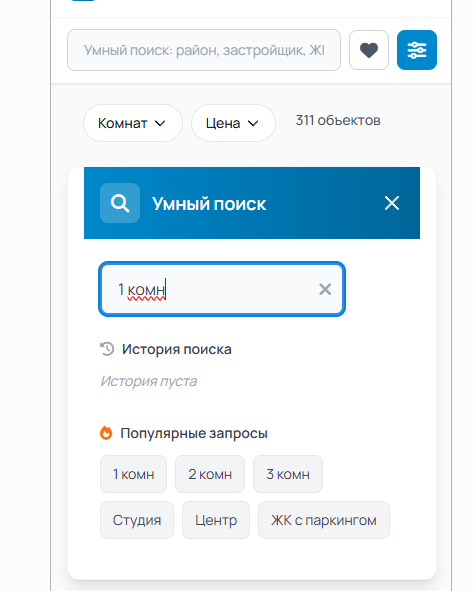 Умный поиск: район, застройщик, ЖК
Комнат
Цена
311 объектов
Умный поиск
1 комн
История поиска
История пуста
Популярные запросы
1 комн
2 комн
3 комн
Студия
Центр
ЖК с паркингом